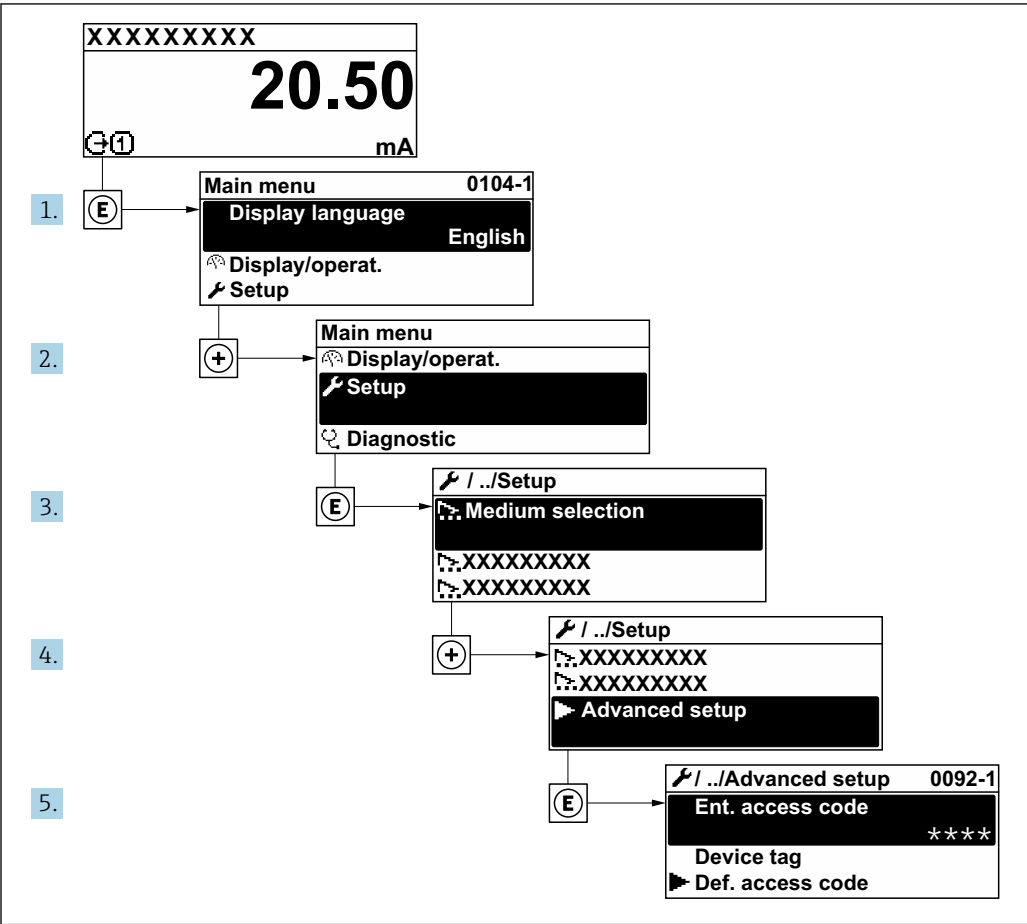 XXXXXXXXX
20.50
1 mA
1. E Main menu 0104-1
Display language
English
Display/operat.
Setup
2. + Main menu
Display/operat.
Setup
Diagnostic
3. E / ../Setup
Medium selection
XXXXXXXXX
XXXXXXXXX
4. + / ../Setup
XXXXXXXXX
XXXXXXXXX
Advanced setup
5. E / ../Advanced setup 0092-1
Ent. access code
****
Device tag
Def. access code